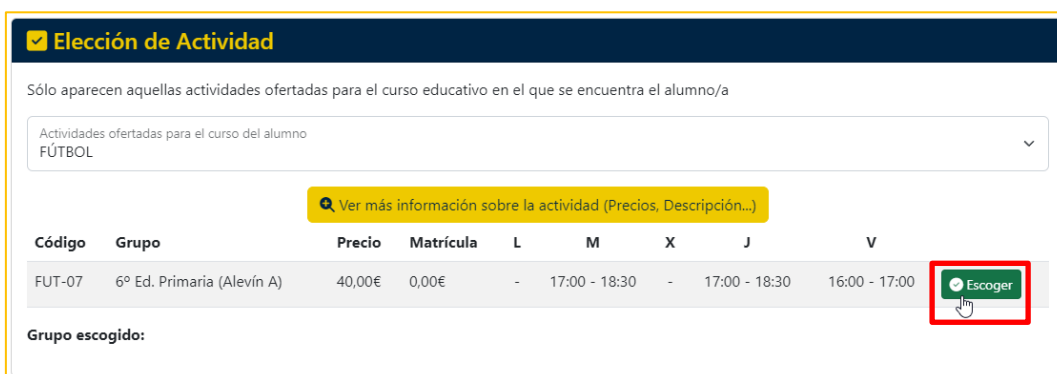 Elección de Actividad
Sólo aparecen aquellas actividades ofertadas para el curso educativo en el que se encuentra el alumno/a
Actividades ofertadas para el curso del alumno
FÚTBOL
Ver más información sobre la actividad (Precios, Descripción...)
Código Grupo Precio Matrícula L M X J V
FUT-07 6º Ed. Primaria (Alevín A) 40,00€ 0,00€ - 17:00 - 18:30 - 17:00 - 18:30 16:00 - 17:00 Escoger
Grupo escogido: